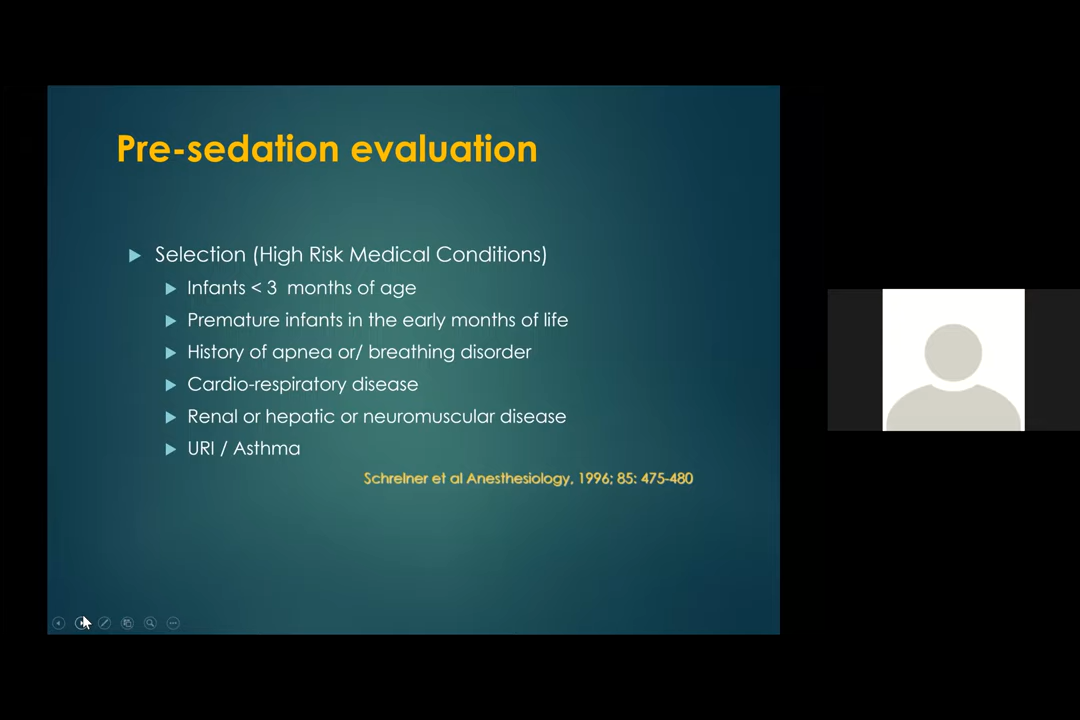 Pre-sedation evaluation
Selection (High Risk Medical Conditions)
Infants < 3 months of age
Premature infants in the early months of life
History of apnea or/ breathing disorder
Cardio-respiratory disease
Renal or hepatic or neuromuscular disease
URI / Asthma
Schreiner et al Anesthesiology, 1996; 85: 475-480